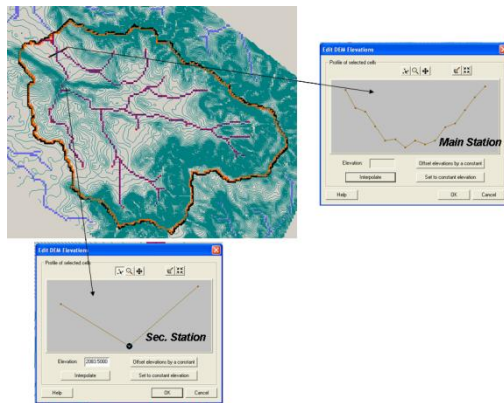 Edit DEM Elevations
Profile of selected cells
Main Station
Elevation
Offset elevations by a constant
Interpolate
Set to constant elevation
Help
OK
Cancel
Edit DEM Elevations
Profile of selected cells
Sec. Station
Elevation:
Offset elevations by a constant
Interpolate
Set to constant elevation
Help
OK
Cancel